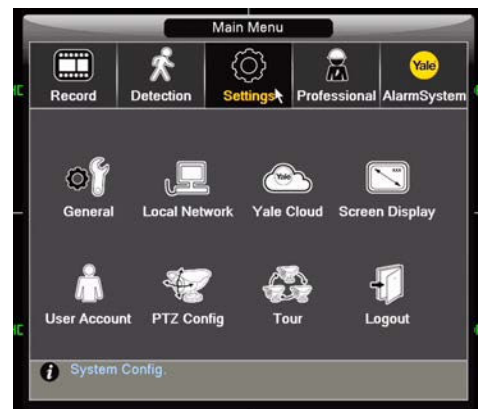 Main Menu
Yale
Record Detection Settings Professional AlarmSystem
Yale
General Local Network Yale Cloud Screen Display
User Account PTZ Config Tour Logout
System Config.